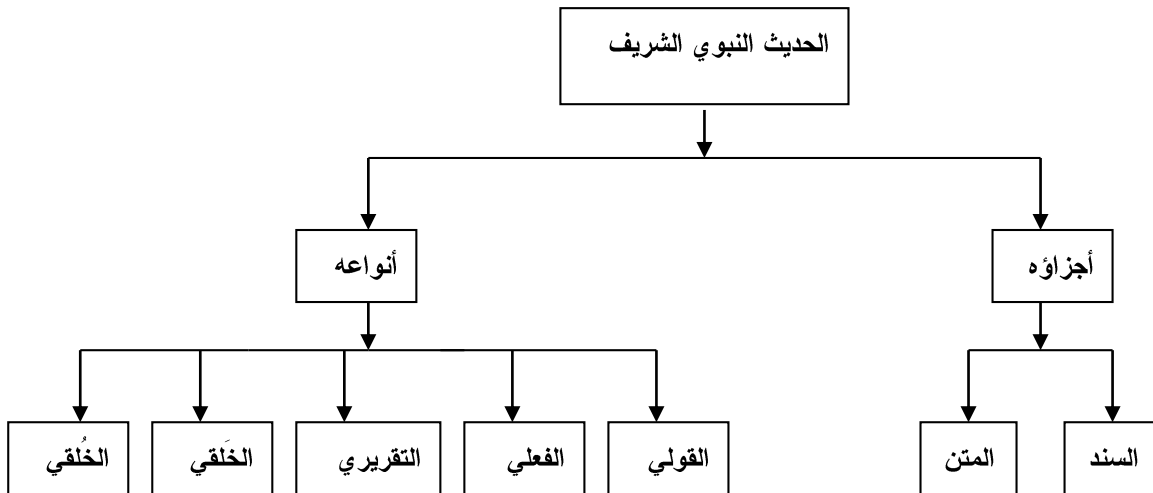 الحديث النبوي الشريف
أجزاؤه
أنواعه
السند
المتن
القولي
الفعلي
التقريري
الخَلقي
الخُلقي